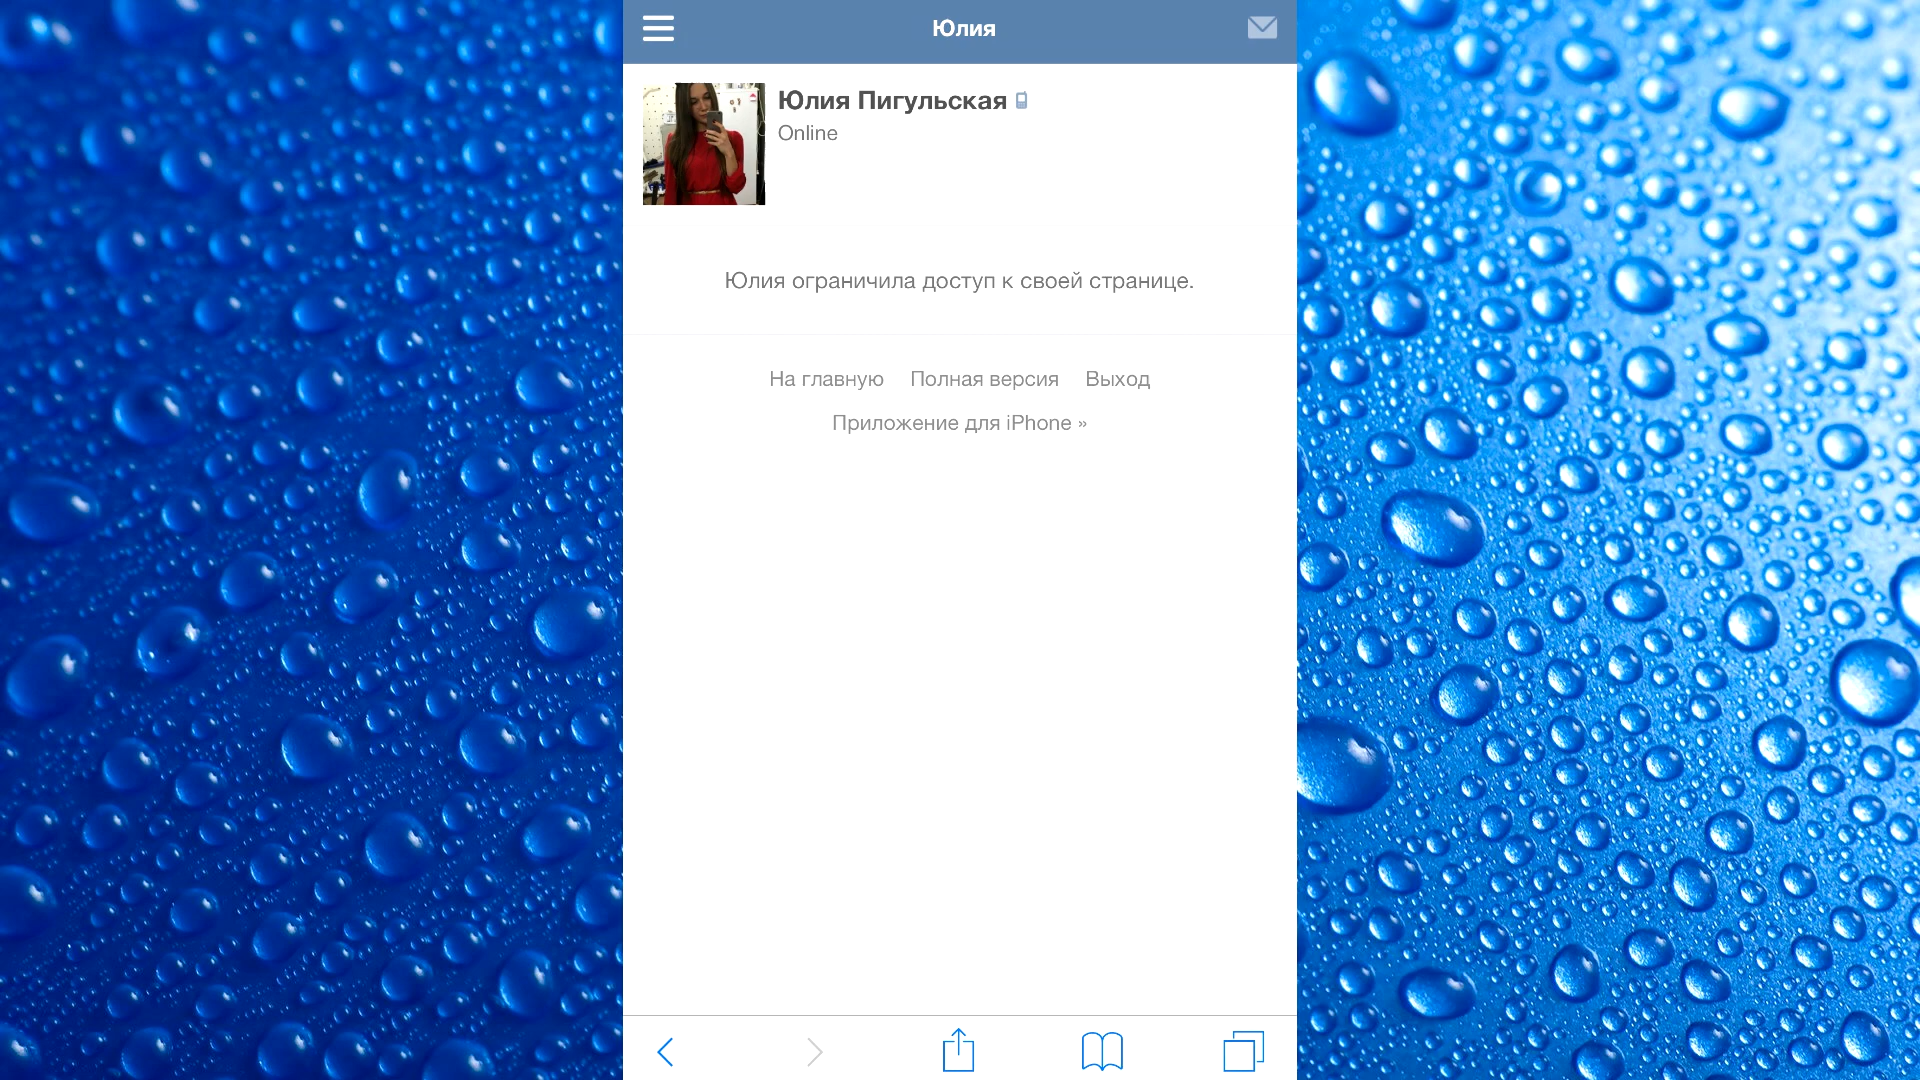 Юлия
Юлия Пигульская
Online
Юлия ограничила доступ к своей странице.
На главную Полная версия Выход
Приложение для iPhone »